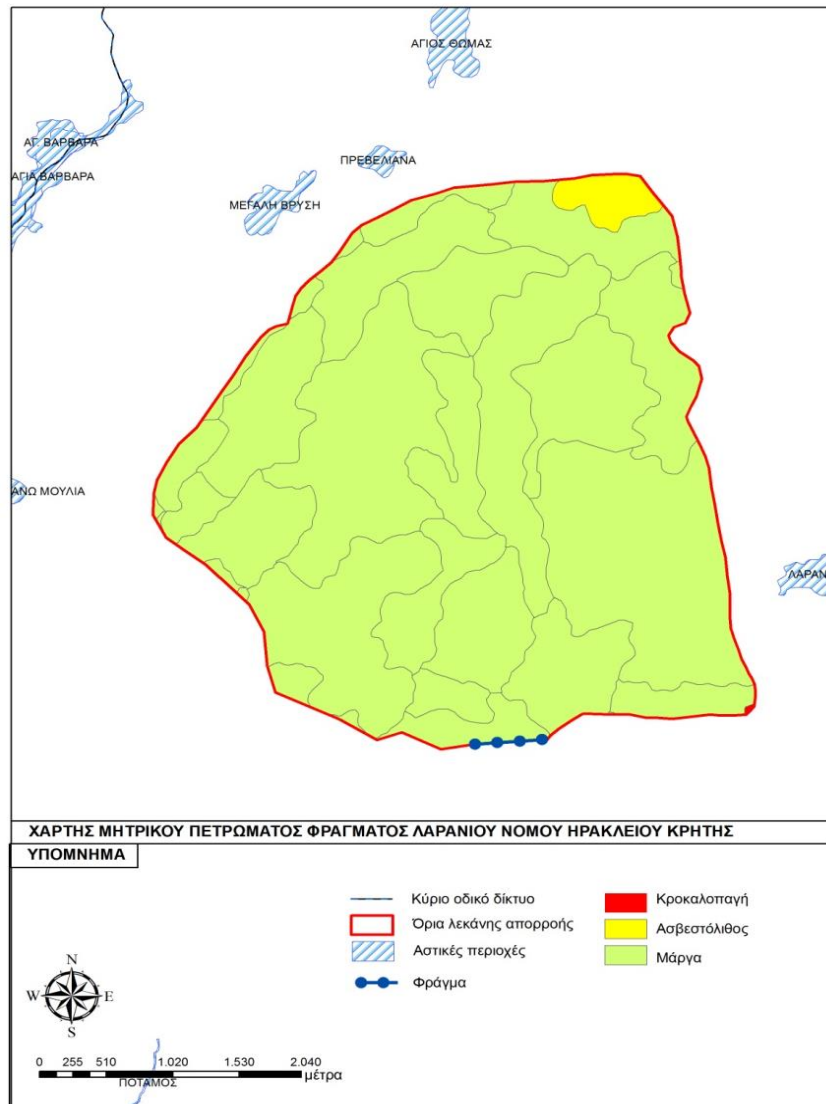 ΑΓΙΟΣ ΘΩΜΑΣ
ΑΓ. ΒΑΡΒΑΡΑ
ΠΡΕΒΕΛΙΑΝΑ
ΑΓΙΑ ΒΑΡΒΑΡΑ
ΜΕΓΑΛΗ ΒΡΥΣΗ
ΑΝΩ ΜΟΥΛΙΑ
ΛΑΡΑΝ
ΧΑΡΤΗΣ ΜΗΤΡΙΚΟΥ ΠΕΤΡΩΜΑΤΟΣ ΦΡΑΓΜΑΤΟΣ ΛΑΡΑΝΙΟΥ ΝΟΜΟΥ ΗΡΑΚΛΕΙΟΥ ΚΡΗΤΗΣ
ΥΠΟΜΝΗΜΑ
Κύριο οδικό δίκτυο
Όρια λεκάνης απορροής
Αστικές περιοχές
Φράγμα
Κροκαλοπαγή
Ασβεστόλιθος
Μάργα
N
W E
S
0 255 510 1.020 1.530 2.040
μέτρα
ΠΟΤΑΜΟΣ